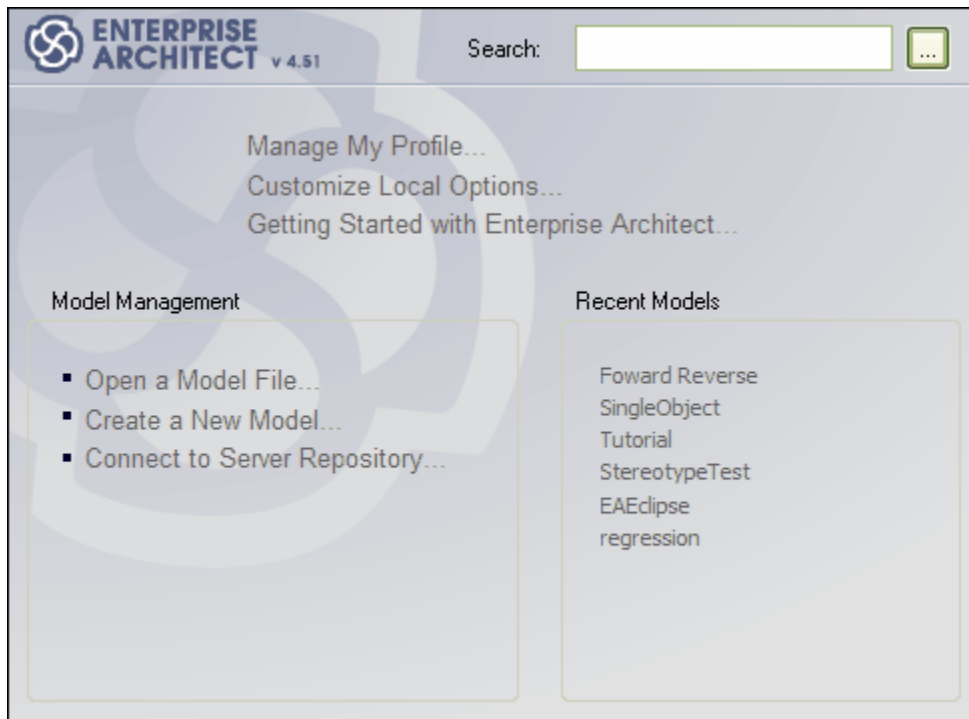 ENTERPRISE
ARCHITECT v 4.51
Search:
...
Manage My Profile...
Customize Local Options...
Getting Started with Enterprise Architect...
Model Management
Open a Model File...
Create a New Model...
Connect to Server Repository...
Recent Models
Foward Reverse
SingleObject
Tutorial
StereotypeTest
EAEclipse
regression